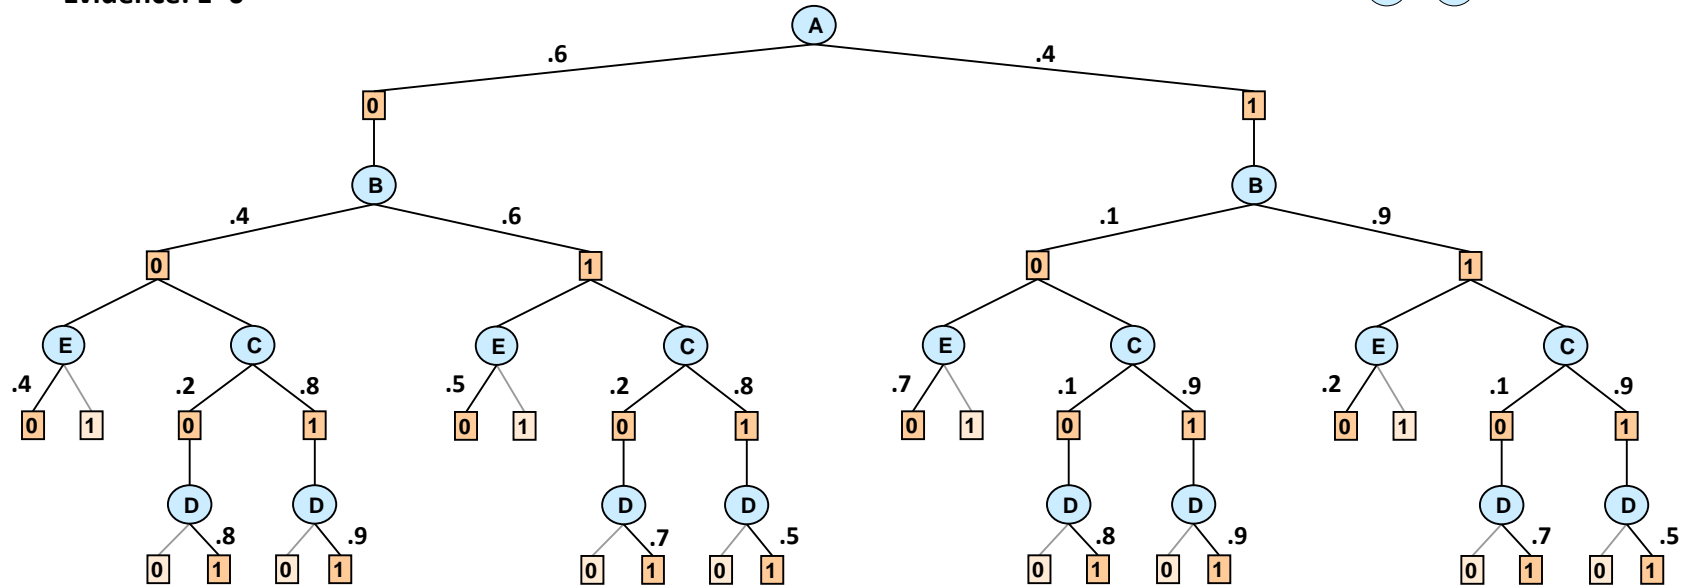 A
.6 .4
0 1
B B
.4 .6 .1 .9
0 1 0 1
E C E C E C E C
.4 .2 .8 .5 .2 .8 .7 .1 .9 .2 .1 .9
0 1 0 1 0 1 0 1 0 1 0 1 0 1 0 1
D D D D D D D D
.8 .9 .7 .5 .8 .9 .7 .5
0 1 0 1 0 1 0 1 0 1 0 1 0 1 0 1